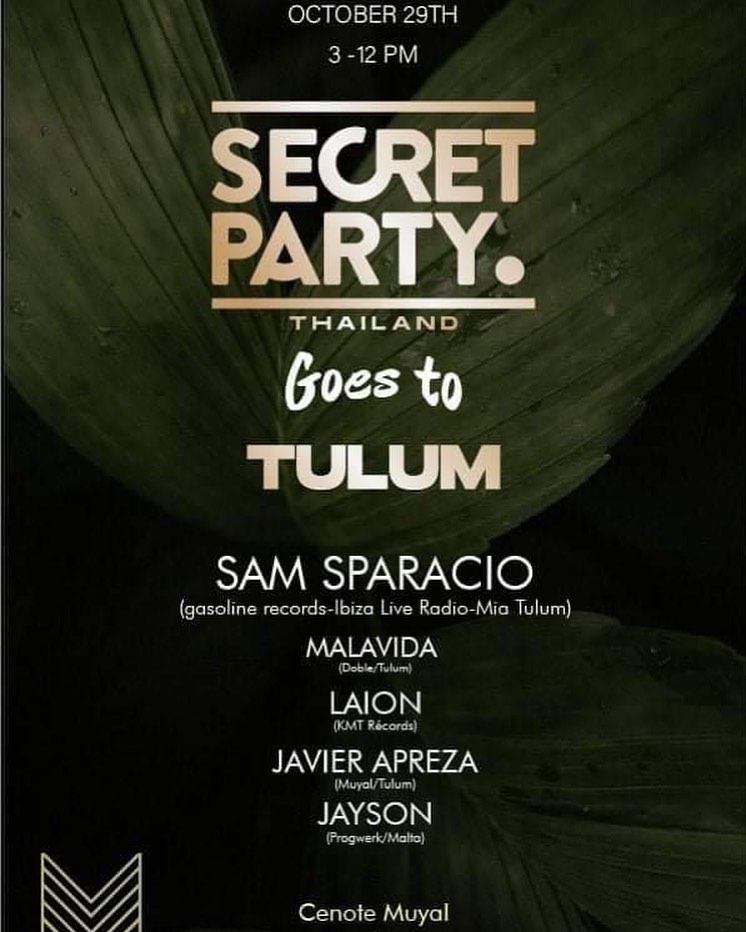 OCTOBER 29TH
3 -12 PM
SECRET
PARTY.
THAILAND
Goes to
TULUM
SAM SPARACIO
(gasoline records-Ibiza Live Radio-Mia Tulum)
MALAVIDA
(Doble/Tulum)
LAION
(KMT Récords)
JAVIER APREZA
(Muyal/Tulum)
JAYSON
(Progwerk/Malta)
Cenote Muyal